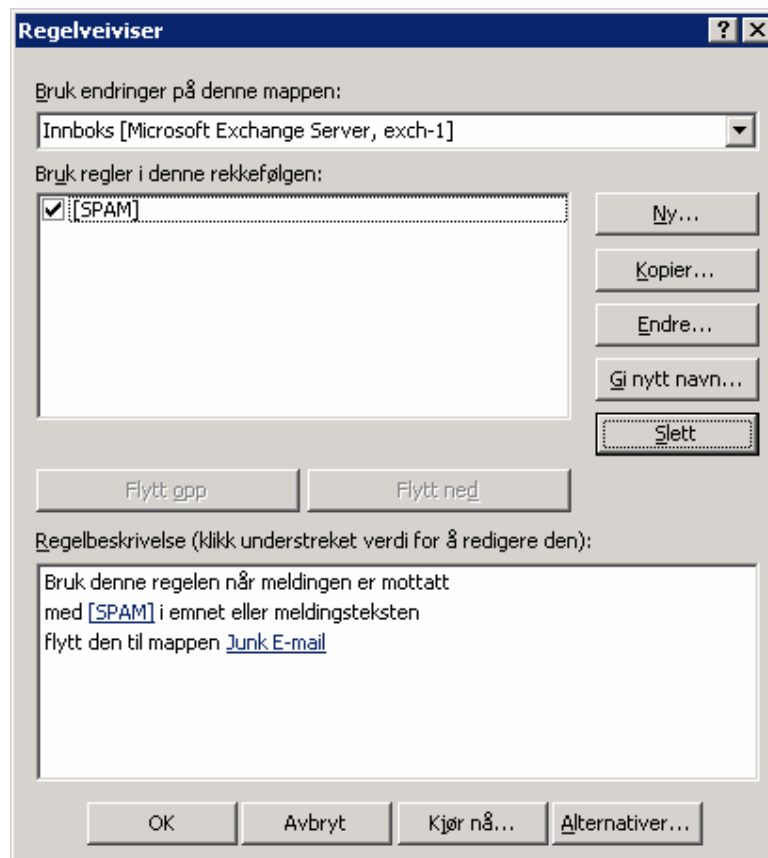 Regelveiviser
Bruk endringer på denne mappen:
Innboks [Microsoft Exchange Server, exch-1]
Bruk regler i denne rekkefølgen:
[SPAM]
Ny...
Kopier...
Endre...
Gi nytt navn...
Slett
Flytt opp
Flytt ned
Regelbeskrivelse (klikk understreket verdi for å redigere den):
Bruk denne regelen når meldingen er mottatt
med [SPAM] i emnet eller meldingsteksten
flytt den til mappen Junk E-mail
OK
Avbryt
Kjør nå...
Alternativer...